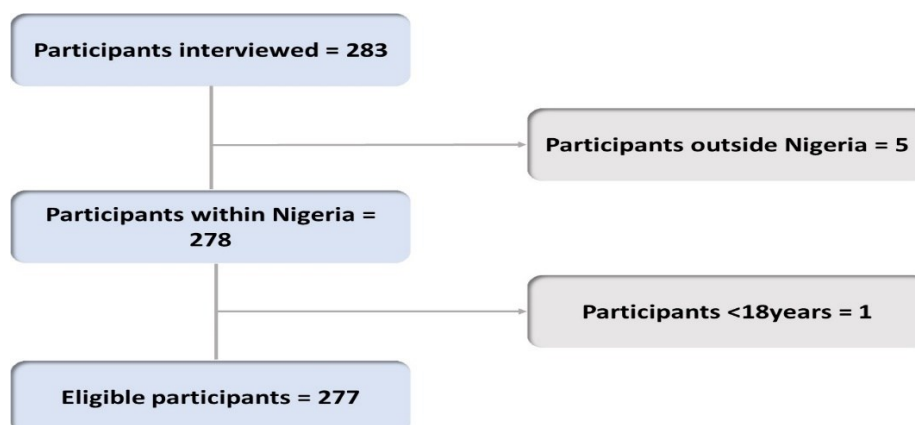 Participants interviewed = 283
Participants outside Nigeria = 5
Participants within Nigeria =
278
Participants <18years = 1
Eligible participants = 277